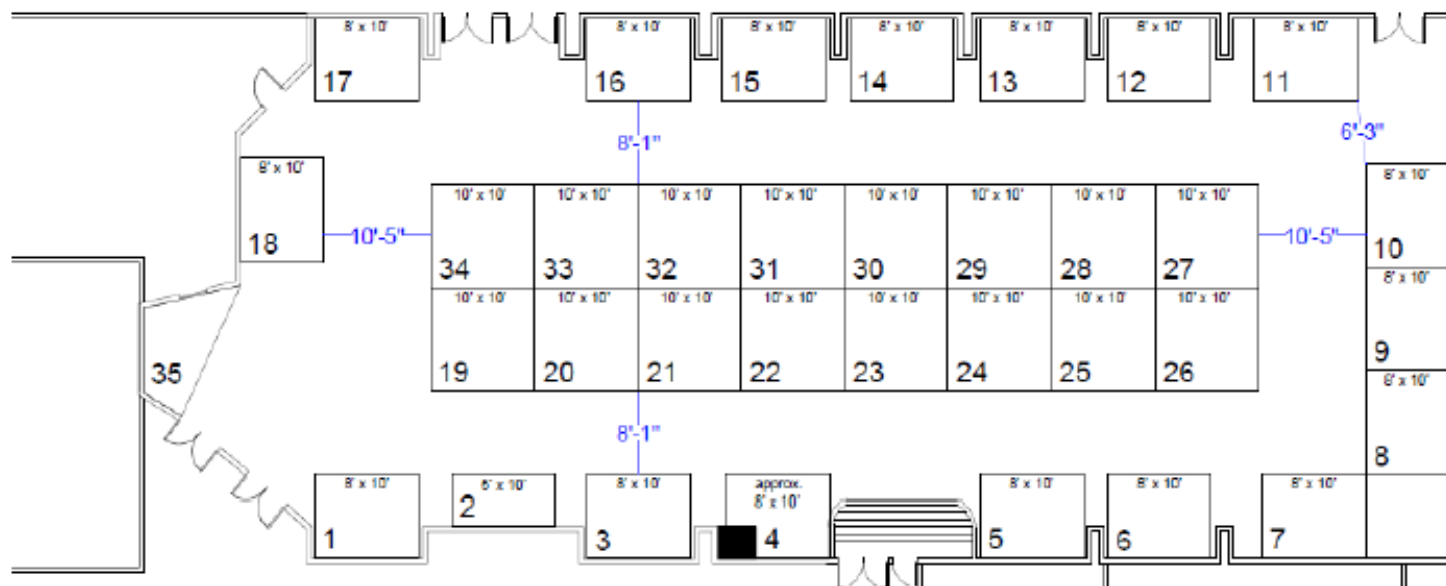 8' x 10' 8' x 10' 8' x 10' 8' x 10' 8' x 10' 8' x 10' 8' x 10'
17 16 15 14 13 12 11
8'-1" 6'-3"
8' x 10' 8' x 10'
10' x 10' 10' x 10' 10' x 10' 10' x 10' 10' x 10' 10' x 10' 10' x 10' 10' x 10'
18 10'-5" 10'-5" 10
34 33 32 31 30 29 28 27
8' x 10'
10' x 10' 10' x 10' 10' x 10' 10' x 10' 10' x 10' 10' x 10' 10' x 10' 10' x 10'
35 19 20 21 22 23 24 25 26 9
8' x 10'
8'-1"
8
8' x 10' 6' x 10' 8' x 10' approx. 8' x 10' 8' x 10' 8' x 10'
8' x 10'
1 2 3 4 5 6 7